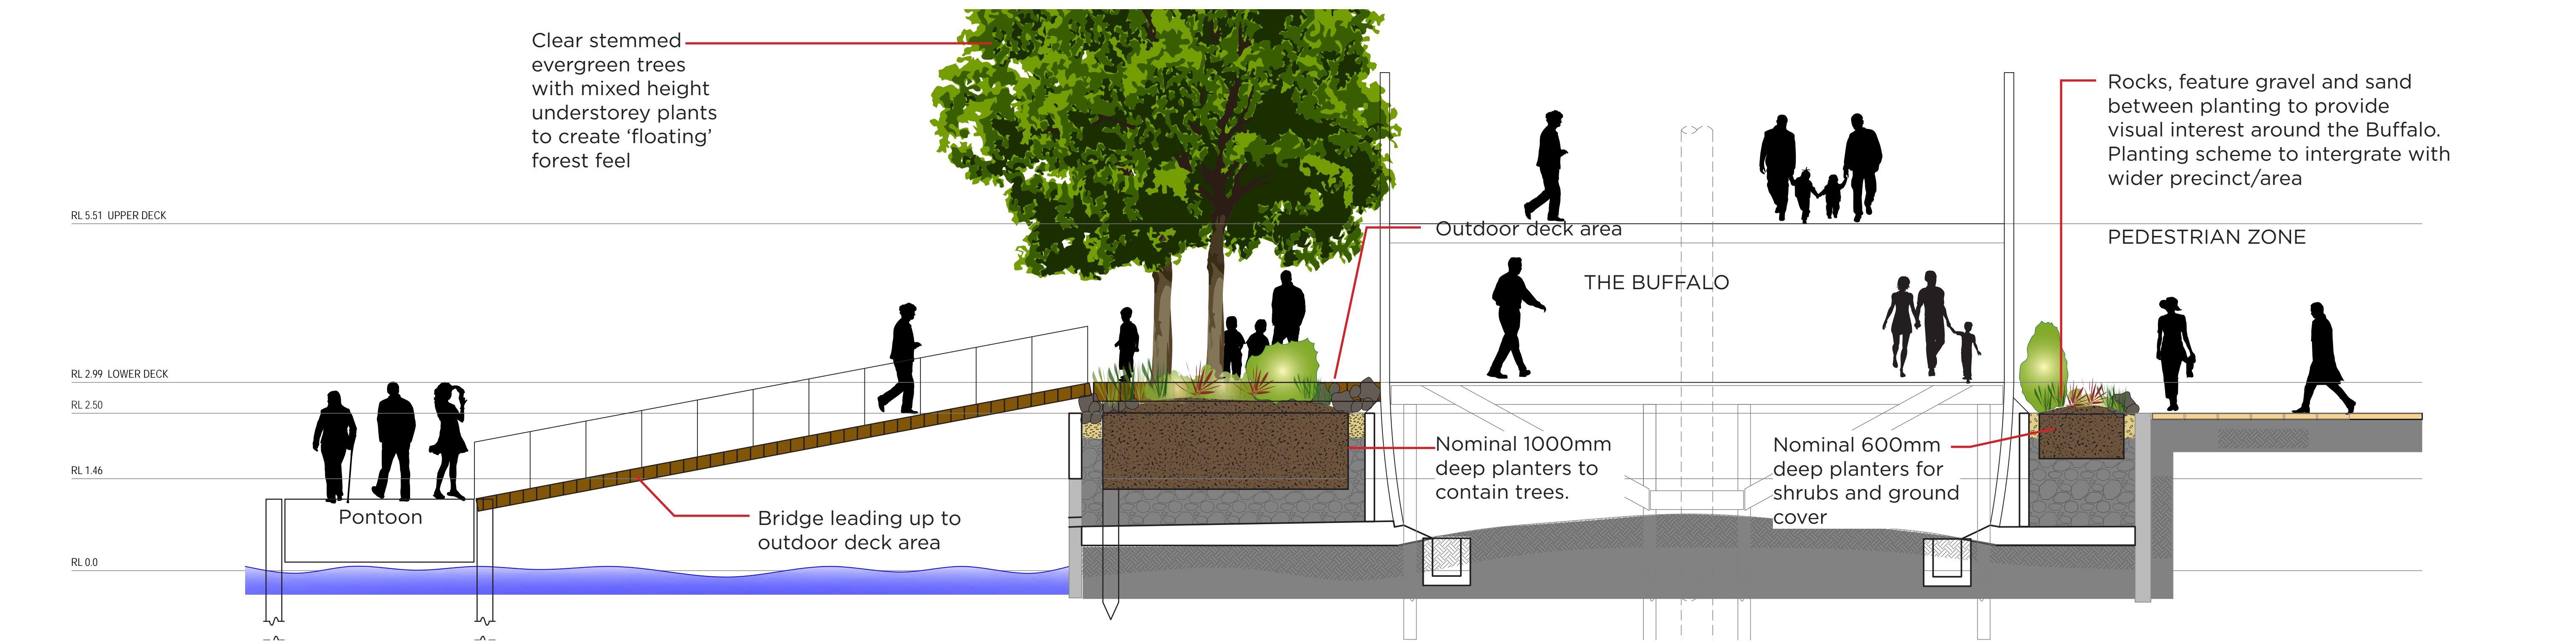 Clear stemmed
evergreen trees
with mixed height
understorey plants
to create ‘floating’
forest feel
Rocks, feature gravel and sand
between planting to provide
visual interest around the Buffalo.
Planting scheme to intergrate with
wider precinct/area
RL 5.51 UPPER DECK
Outdoor deck area
PEDESTRIAN ZONE
THE BUFFALO
RL 2.99 LOWER DECK
RL 2.50
RL 1.46
RL 0.0
Pontoon
Bridge leading up to
outdoor deck area
Nominal 1000mm
deep planters to
contain trees.
Nominal 600mm
deep planters for
shrubs and ground
cover